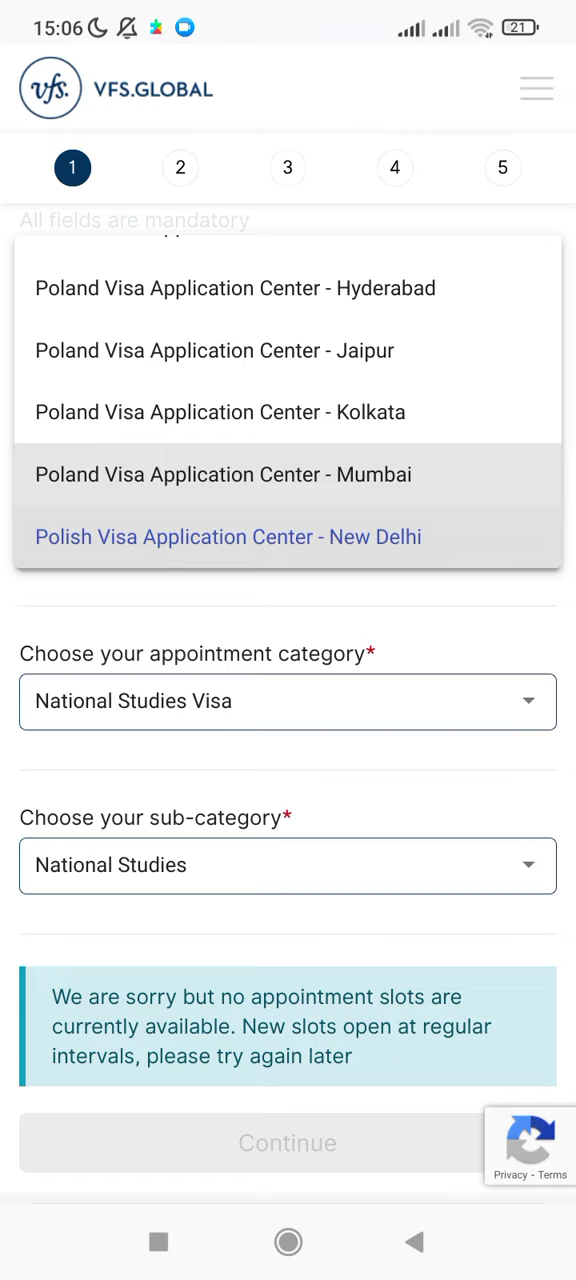 15:06
21
vfs. VFS.GLOBAL
1 2 3 4 5
All fields are mandatory
Poland Visa Application Center - Hyderabad
Poland Visa Application Center - Jaipur
Poland Visa Application Center - Kolkata
Poland Visa Application Center - Mumbai
Polish Visa Application Center - New Delhi
Choose your appointment category*
National Studies Visa
Choose your sub-category*
National Studies
We are sorry but no appointment slots are
currently available. New slots open at regular
intervals, please try again later
Continue
Privacy - Terms